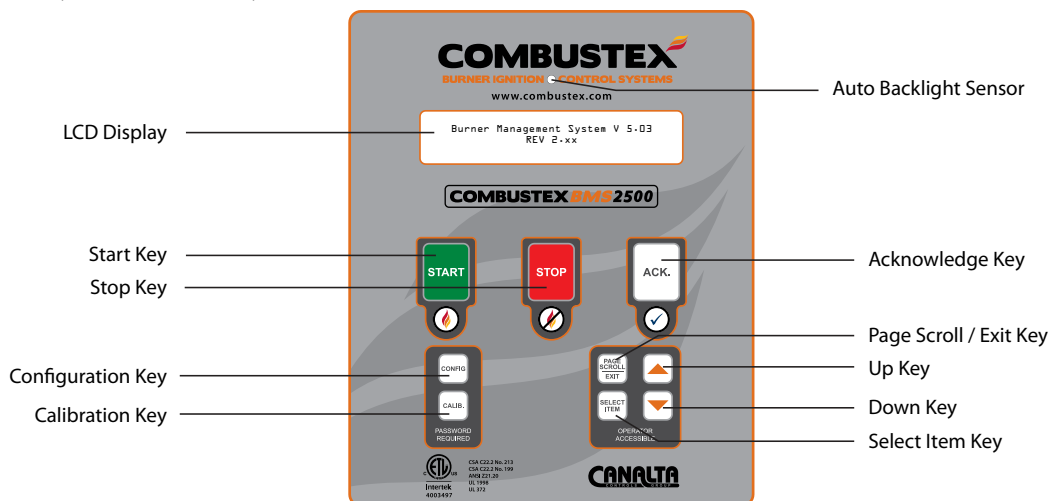 COMBUSTEX
BURNER IGNITION CONTROL SYSTEMS
www.combustex.com
Auto Backlight Sensor
LCD Display
Burner Management System V 5.03
REV 2.xx
COMBUSTEX BMS2500
Start Key
Stop Key
START
STOP
ACK.
Acknowledge Key
Configuration Key
Calibration Key
CONFIG
CALIB.
PASSWORD
REQUIRED
PAGE
SCROLL
EXIT
SELECT
ITEM
OPERATOR
ACCESSIBLE
Page Scroll / Exit Key
Up Key
Down Key
Select Item Key
C ETL US
Intertek
4003497
CSA C22.2 No. 213
CSA C22.2 No. 199
ANSI Z21.20
UL 1998
UL 372
CANALTA
CONTROLS GROUP